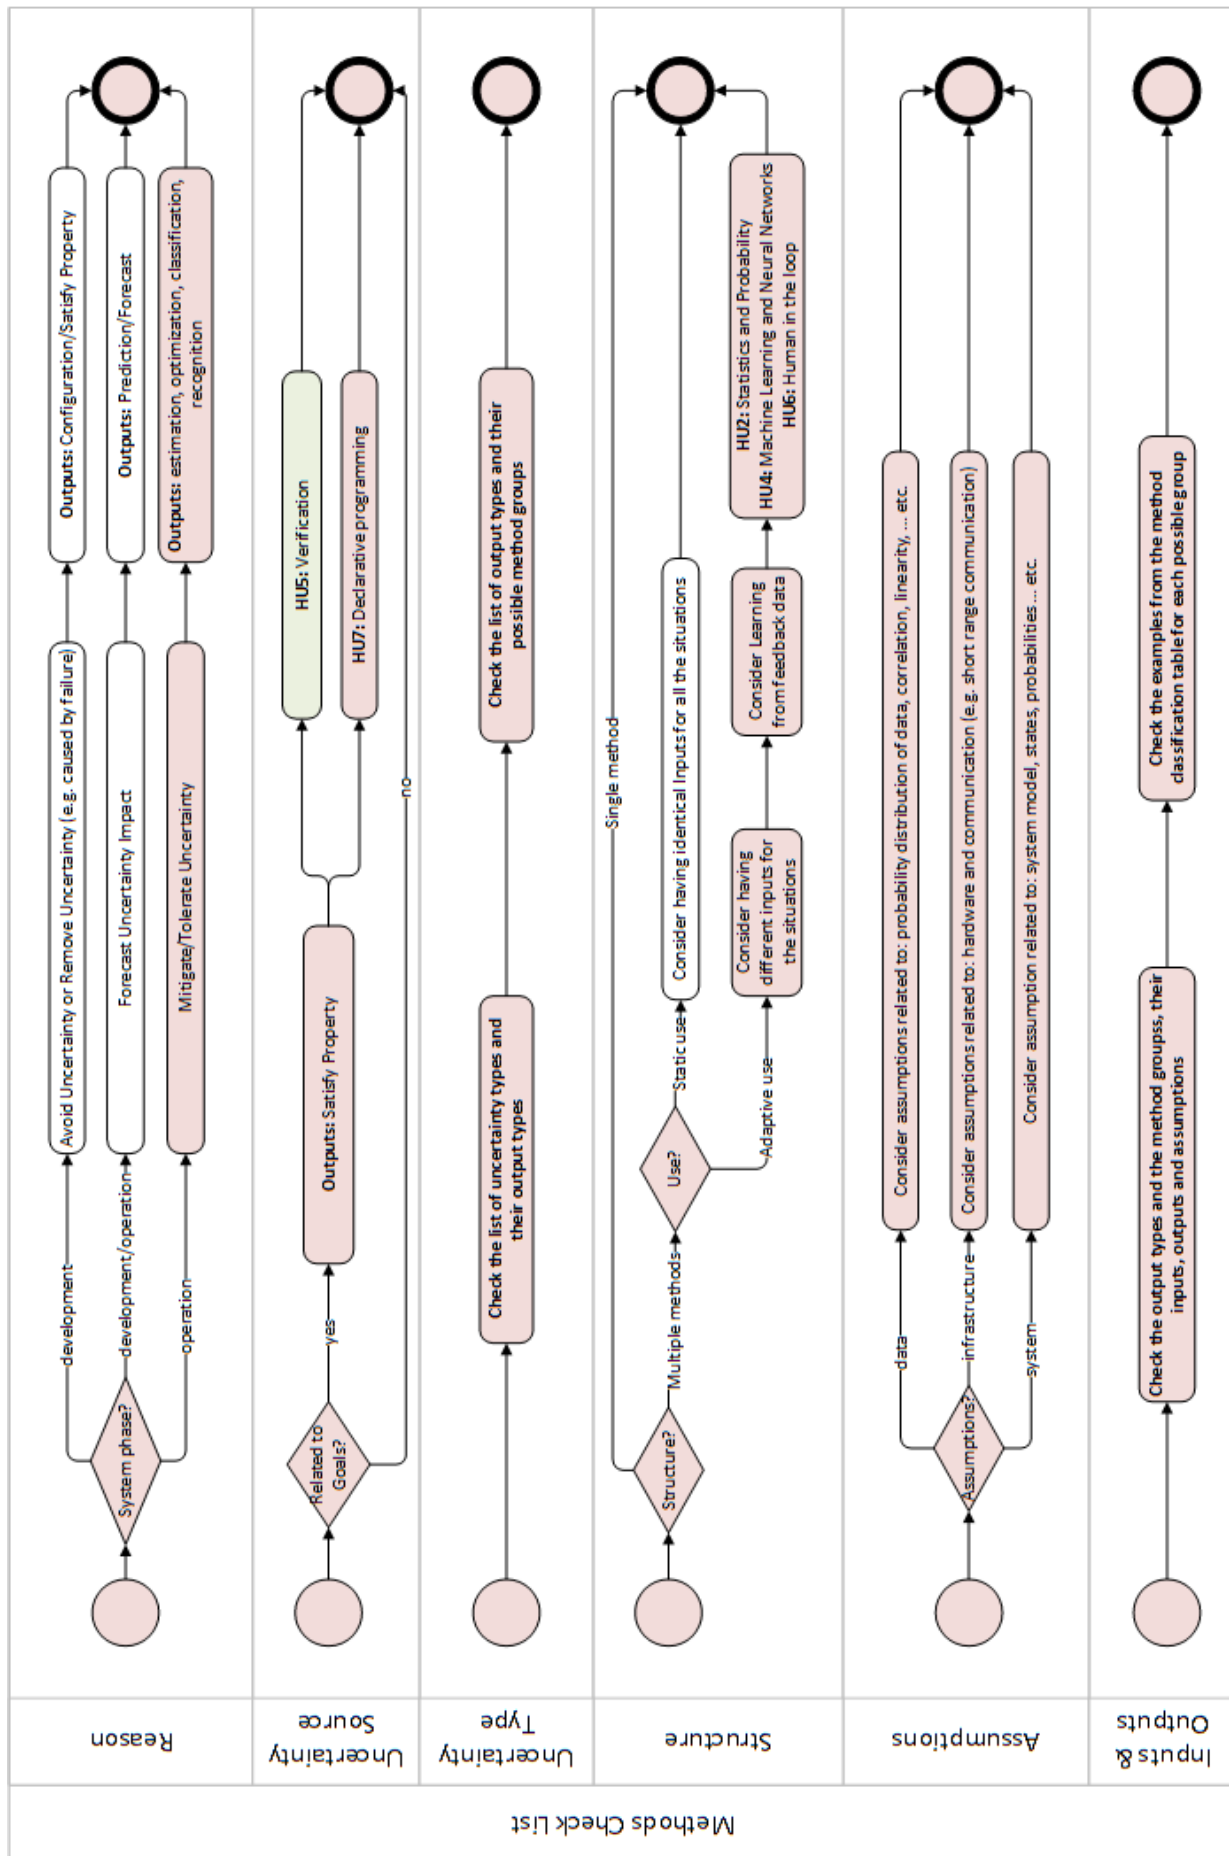 Methods Check List
Reason
System phase?
development
development/operation
operation
Avoid Uncertainty or Remove Uncertainty (e.g. caused by failure)
Forecast Uncertainty Impact
Mitigate/Tolerate Uncertainty
Outputs: Configuration/Satisfy Property
Outputs: Prediction/Forecast
Outputs: estimation, optimization, classification,
recognition
Uncertainty
Source
Related to
Goals?
yes
no
Outputs: Satisfy Property
HU5: Verification
HU7: Declarative programming
Uncertainty
Type
Check the list of uncertainty types and
their output types
Check the list of output types and their
possible method groups
Structure
Structure?
Single method
Multiple methods
Use?
Static use
Adaptive use
Consider having identical Inputs for all the situations
Consider having
different inputs for
the situations
Consider Learning
from feedback data
HU2: Statistics and Probability
HU4: Machine Learning and Neural Networks
HU6: Human in the loop
Assumptions
Assumptions?
data
infrastructure
system
Consider assumptions related to: probability distribution of data, correlation, linearity, ... etc.
Consider assumptions related to: hardware and communication (e.g. short range communication)
Consider assumption related to: system model, states, probabilities ... etc.
Inputs &
Outputs
Check the output types and the method groupss, their
inputs, outputs and assumptions
Check the examples from the method
classification table for each possible group